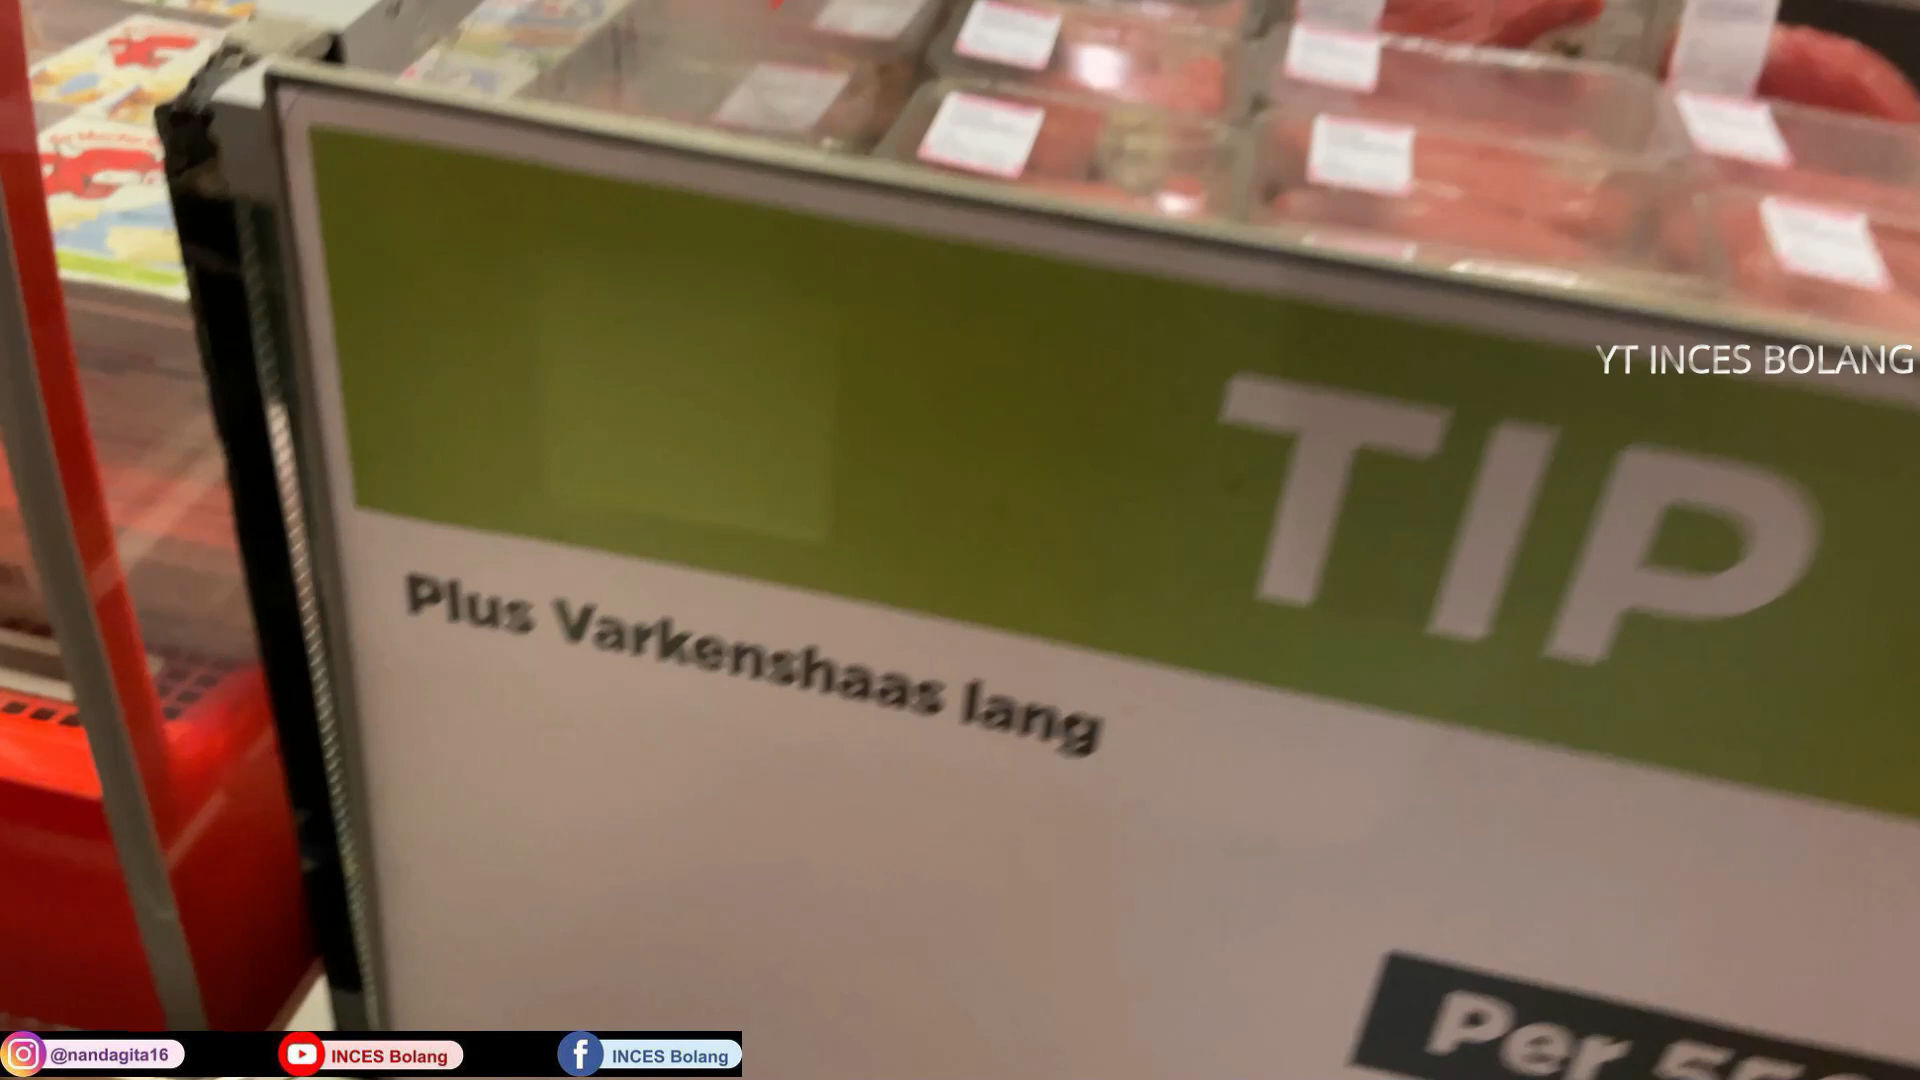 YT INCES BOLANG
TIP
Plus Varkenshaas lang
Per
@nandagita16
INCES Bolang
INCES Bolang